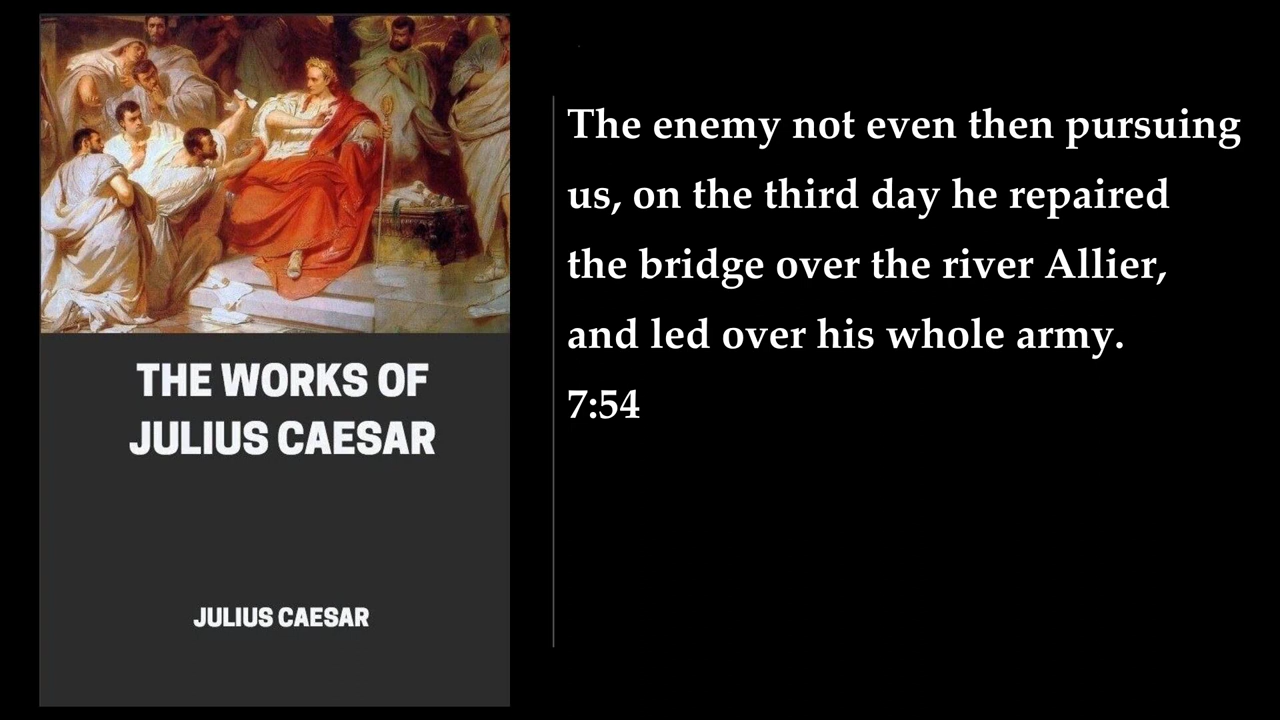 THE WORKS OF
JULIUS CAESAR
JULIUS CAESAR
The enemy not even then pursuing
us, on the third day he repaired
the bridge over the river Allier,
and led over his whole army.
7:54